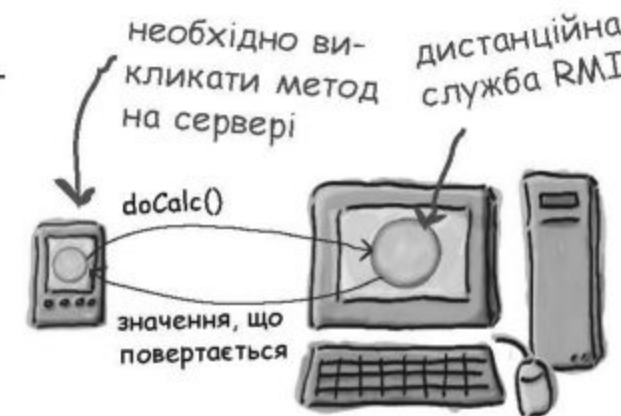 необхідно ви-
кликати метод
на сервері
дистанційна
служба RMI
doCalc()
значення, що
повертається